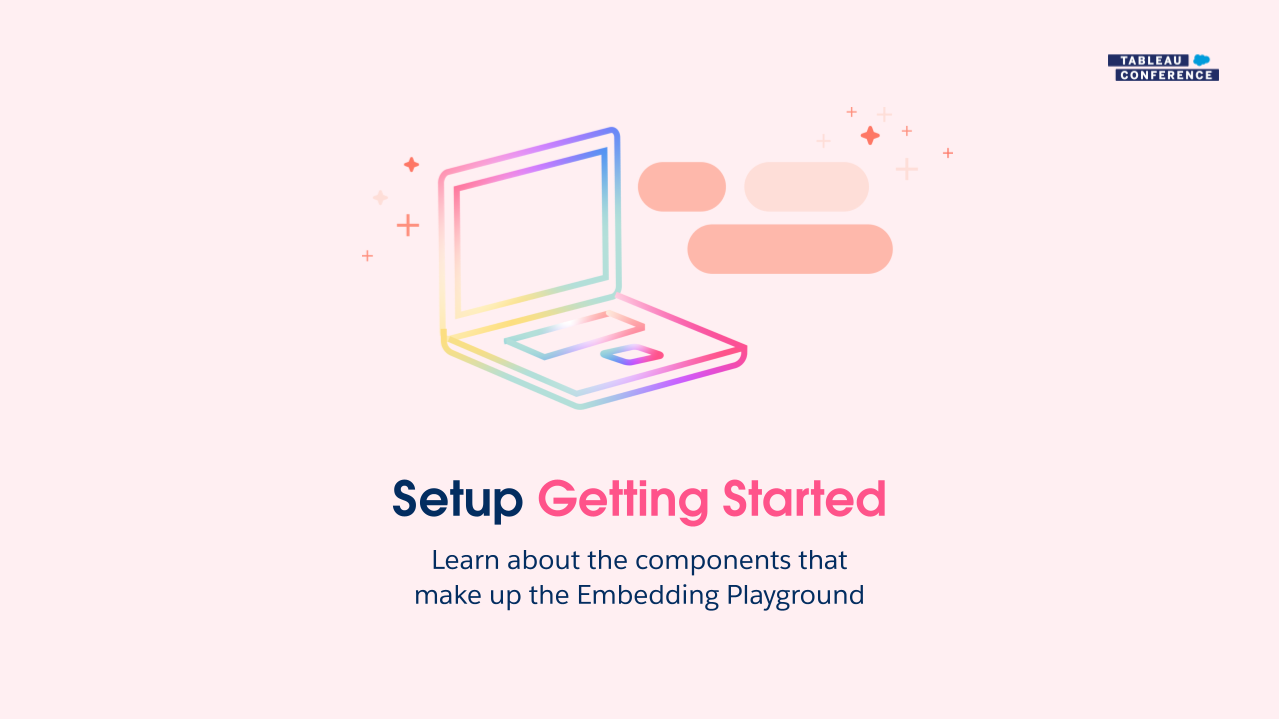 TABLEAU
CONFERENCE
Setup Getting Started
Learn about the components that
make up the Embedding Playground